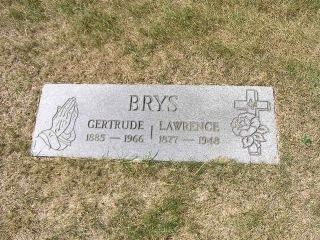 BRYS
GERTRUDE | LAWRENCE
1885 — 1966 | 1877 — 1948